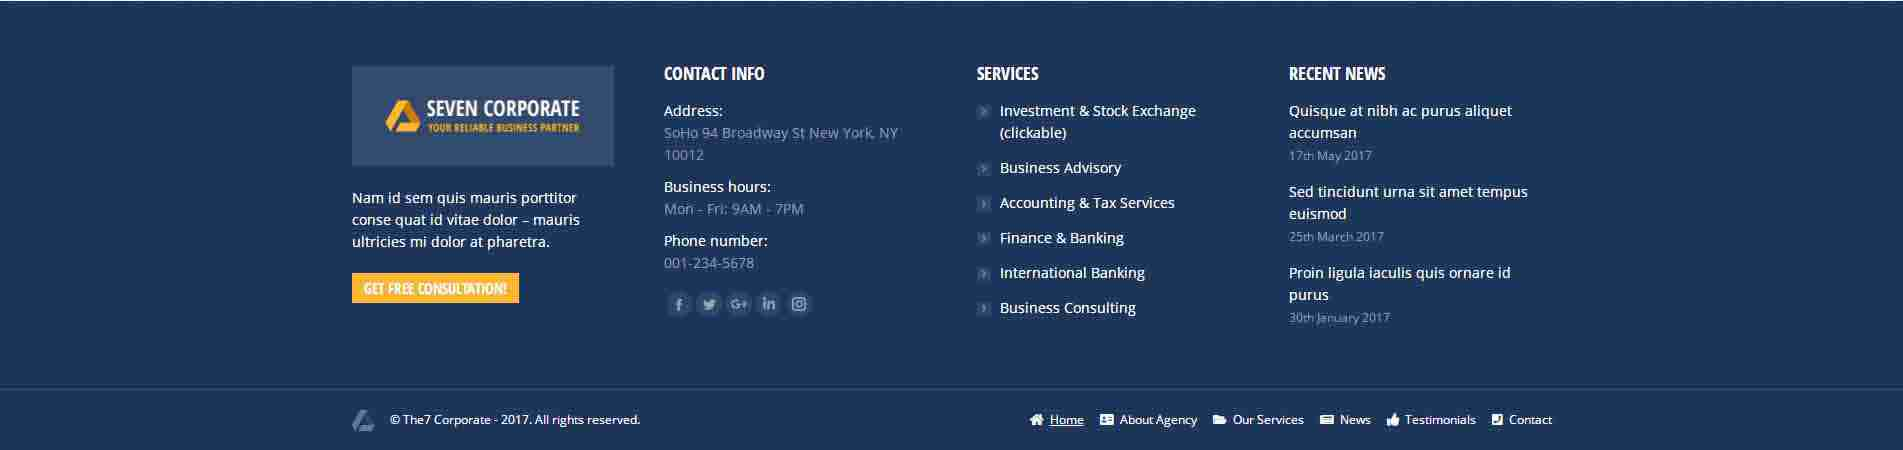 SEVEN CORPORATE
YOUR RELIABLE BUSINESS PARTNER
Nam id sem quis mauris porttitor
conse quat id vitae dolor – mauris
ultricies mi dolor at pharetra.
GET FREE CONSULTATION!
CONTACT INFO
Address:
SoHo 94 Broadway St New York, NY
10012
Business hours:
Mon - Fri: 9AM - 7PM
Phone number:
001-234-5678
SERVICES
Investment & Stock Exchange
(clickable)
Business Advisory
Accounting & Tax Services
Finance & Banking
International Banking
Business Consulting
RECENT NEWS
Quisque at nibh ac purus aliquet
accumsan
17th May 2017
Sed tincidunt urna sit amet tempus
euismod
25th March 2017
Proin ligula iaculis quis ornare id
purus
30th January 2017
© The7 Corporate - 2017. All rights reserved.
Home About Agency Our Services News Testimonials Contact